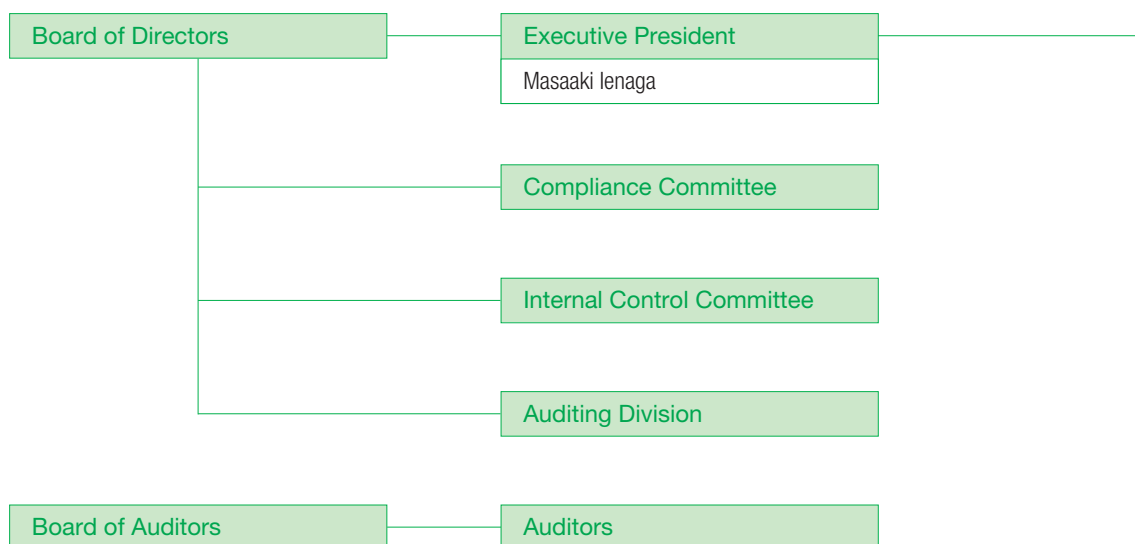 Board of Directors
Executive President
Masaaki Ienaga
Compliance Committee
Internal Control Committee
Auditing Division
Board of Auditors
Auditors